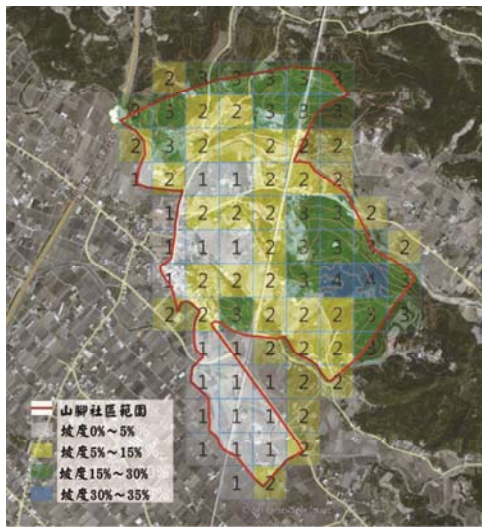 2 3 3 3 3 3
3 3 2 2 3 3 3
2 3 2 2 2 2
1 1 1 2 2 2
1 2 2 2 3 3 2
1 1 1 2 3 3 2 2
1 2 2 2 3 4 4 3
2 2 3 2 2 2 3 3
1 1 2 2 2 3
1 1 1 2 2
1 1 1 2
1 1 1 2
1 2
山腳社區範圍
坡度0%~5%
坡度5%~15%
坡度15%~30%
坡度30%~35%